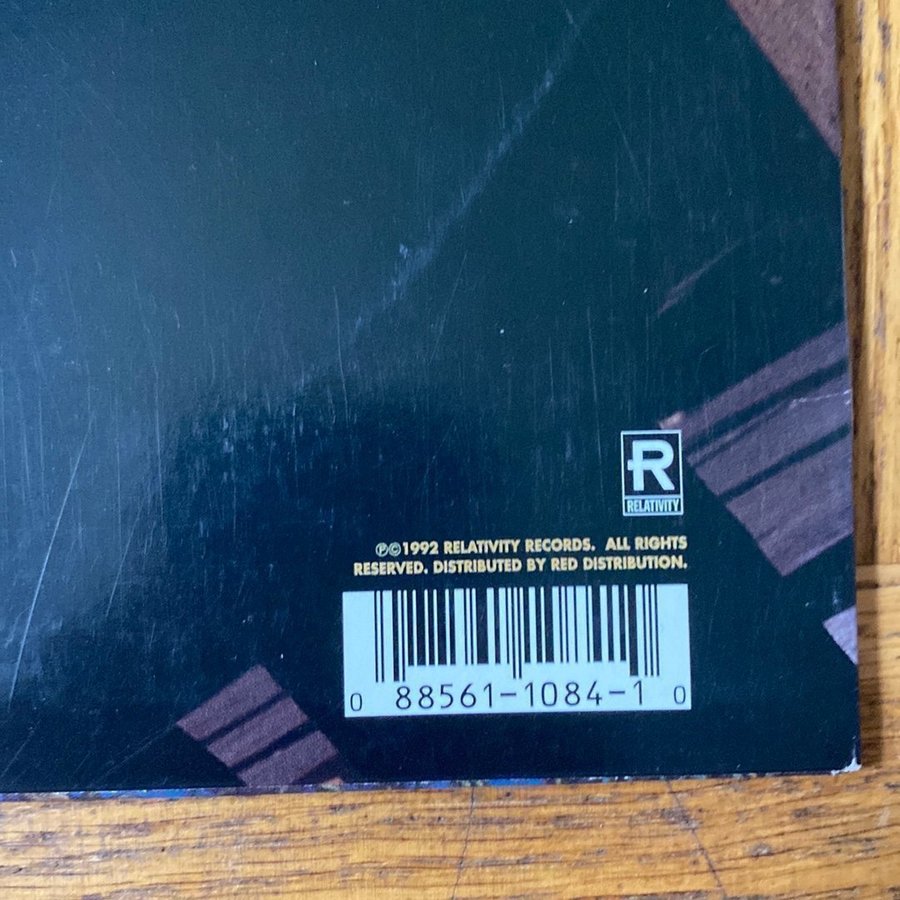 R
RELATIVITY
℗©1992 RELATIVITY RECORDS. ALL RIGHTS
RESERVED. DISTRIBUTED BY RED DISTRIBUTION.
0 88561-1084-1 0